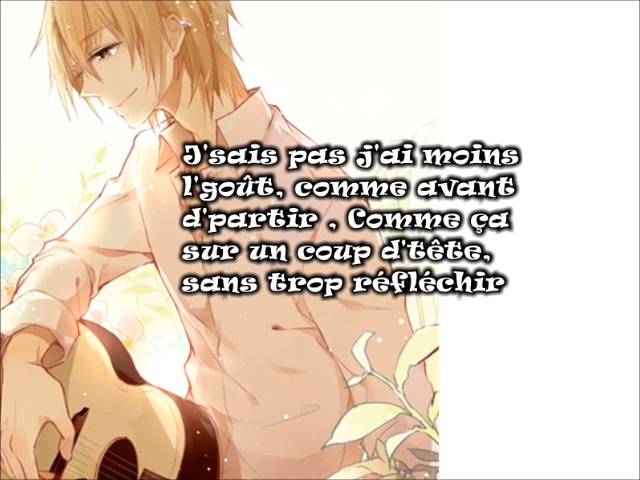 J'sais pas j'ai moins
l'goût, comme avant
d'partir , Comme ça
sur un coup d'tête,
sans trop réfléchir